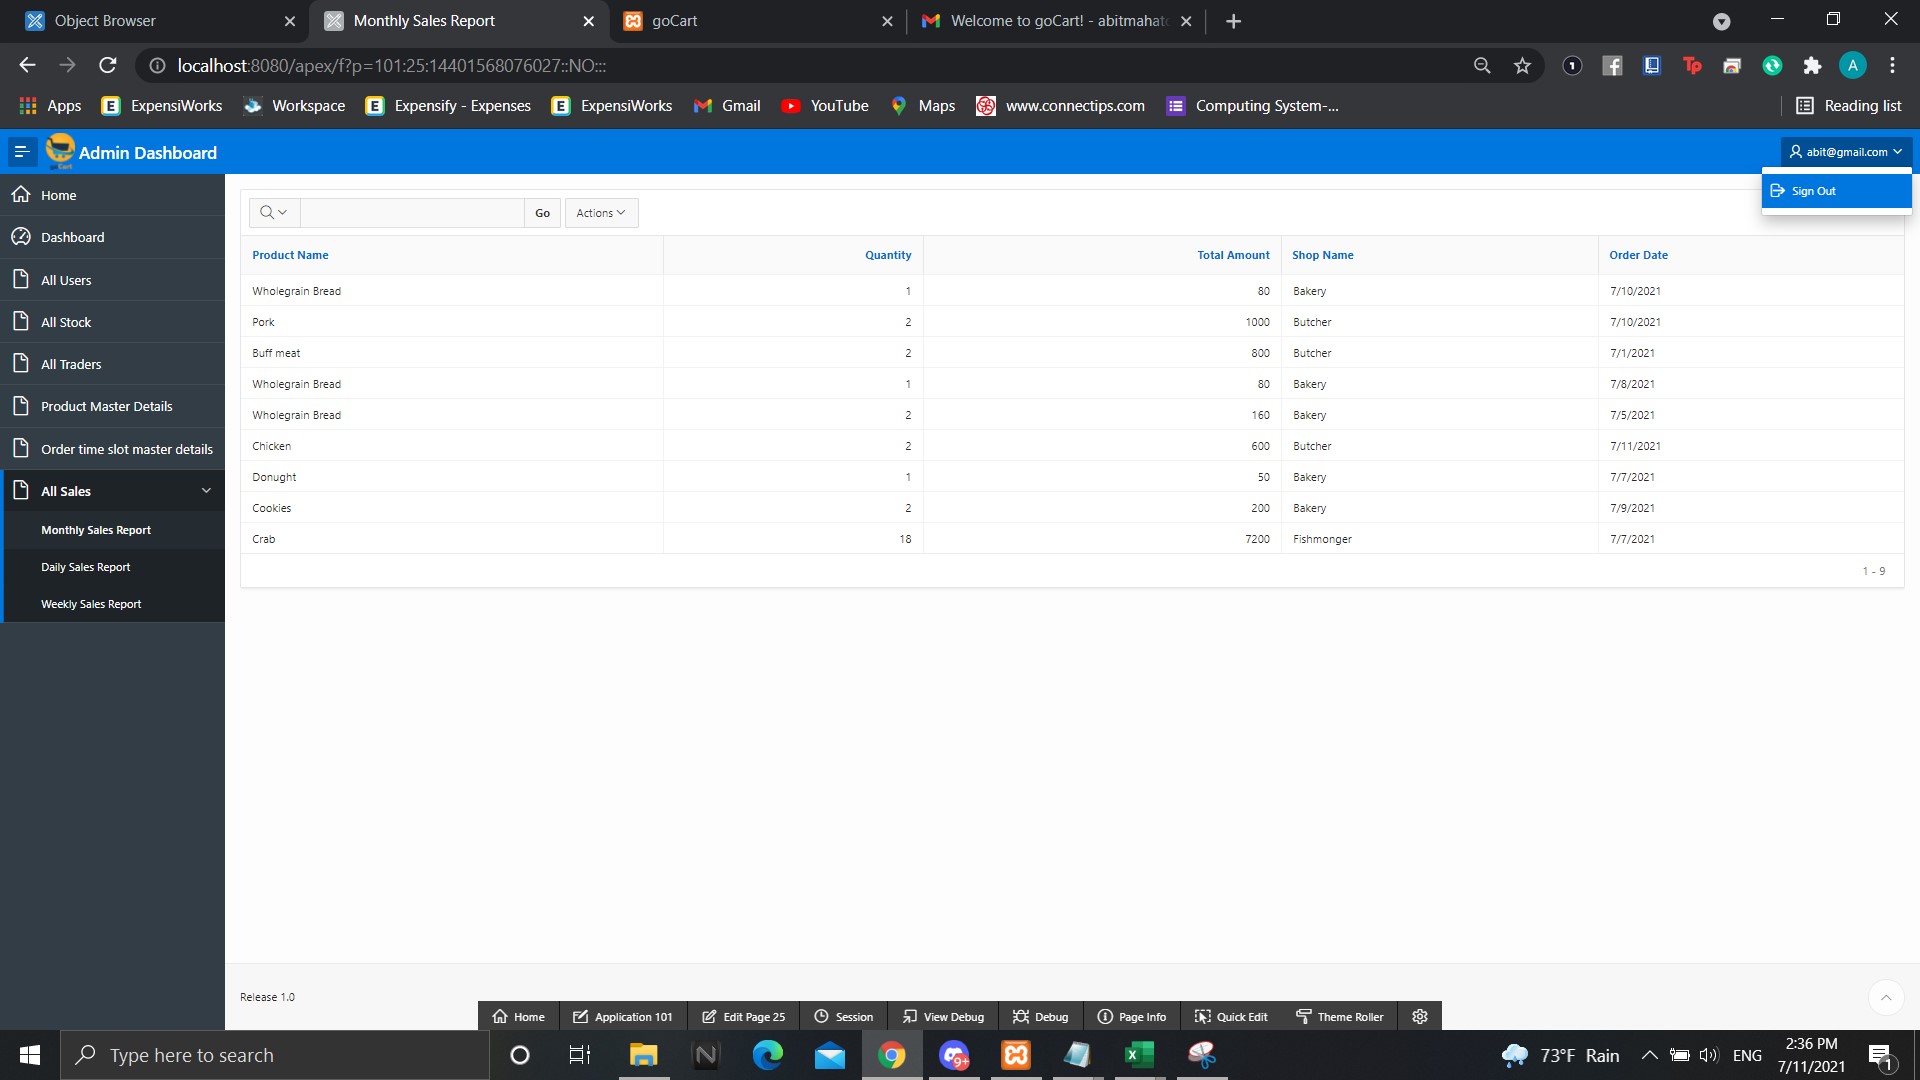 Object Browser
Monthly Sales Report
goCart
Welcome to goCart! - abitmahat
localhost:8080/apex/f?p=101:25:14401568076027::NO:::
Apps
ExpensiWorks
Workspace
Expensify - Expenses
ExpensiWorks
Gmail
YouTube
Maps
www.connectips.com
Computing System-...
Reading list
Admin Dashboard
abit@gmail.com
Sign Out
Home
Dashboard
All Users
All Stock
All Traders
Product Master Details
Order time slot master details
All Sales
Monthly Sales Report
Daily Sales Report
Weekly Sales Report
Go
Actions
Product Name Quantity Total Amount Shop Name Order Date
Wholegrain Bread 1 80 Bakery 7/10/2021
Pork 2 1000 Butcher 7/10/2021
Buff meat 2 800 Butcher 7/1/2021
Wholegrain Bread 1 80 Bakery 7/8/2021
Wholegrain Bread 2 160 Bakery 7/5/2021
Chicken 2 600 Butcher 7/11/2021
Donught 1 50 Bakery 7/7/2021
Cookies 2 200 Bakery 7/9/2021
Crab 18 7200 Fishmonger 7/7/2021
1 - 9
Release 1.0
Home
Application 101
Edit Page 25
Session
View Debug
Debug
Page Info
Quick Edit
Theme Roller
Type here to search
73°F Rain
ENG
2:36 PM
7/11/2021
1